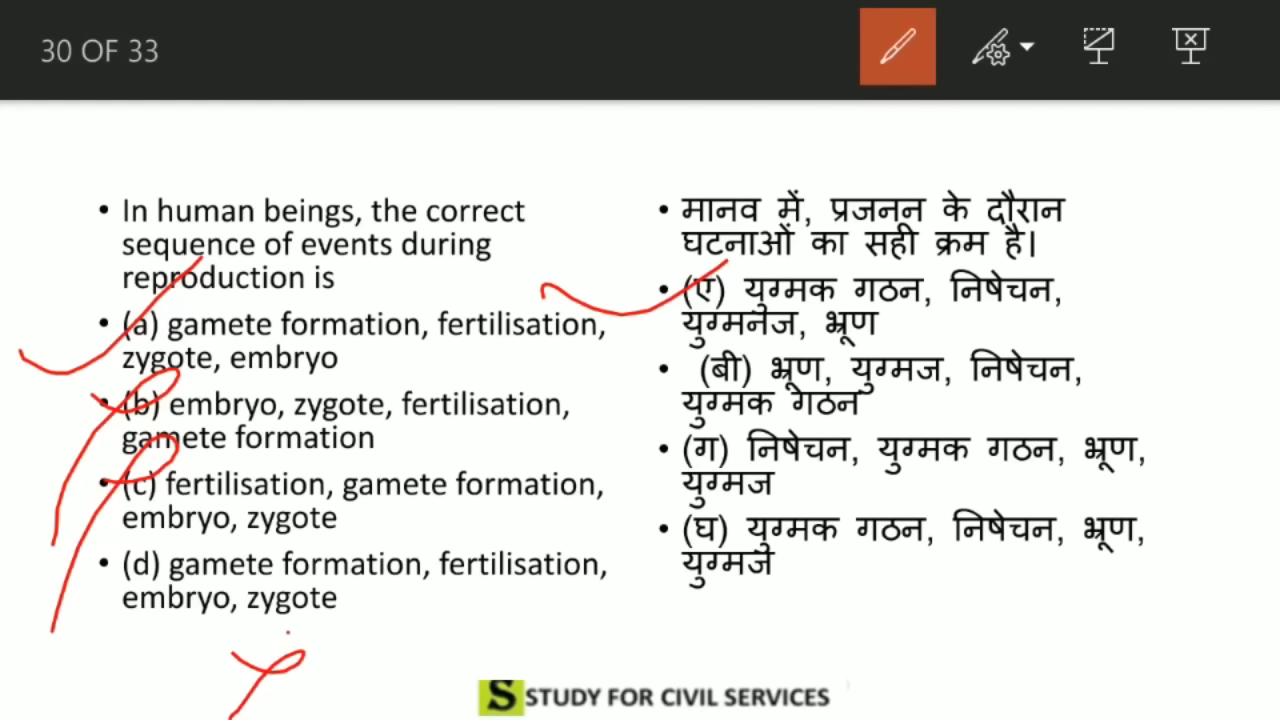 30 OF 33
• In human beings, the correct
sequence of events during
reproduction is
• (a) gamete formation, fertilisation,
zygote, embryo
• (b) embryo, zygote, fertilisation,
gamete formation
• (c) fertilisation, gamete formation,
embryo, zygote
• (d) gamete formation, fertilisation,
embryo, zygote
• मानव में, प्रजनन के दौरान
घटनाओं का सही क्रम है।
• (ए) युग्मक गठन, निषेचन,
युग्मनज, भ्रूण
• (बी) भ्रूण, युग्मज, निषेचन,
युग्मक गठन
• (ग) निषेचन, युग्मक गठन, भ्रूण,
युग्मज
• (घ) युग्मक गठन, निषेचन, भ्रूण,
युग्मज
S STUDY FOR CIVIL SERVICES